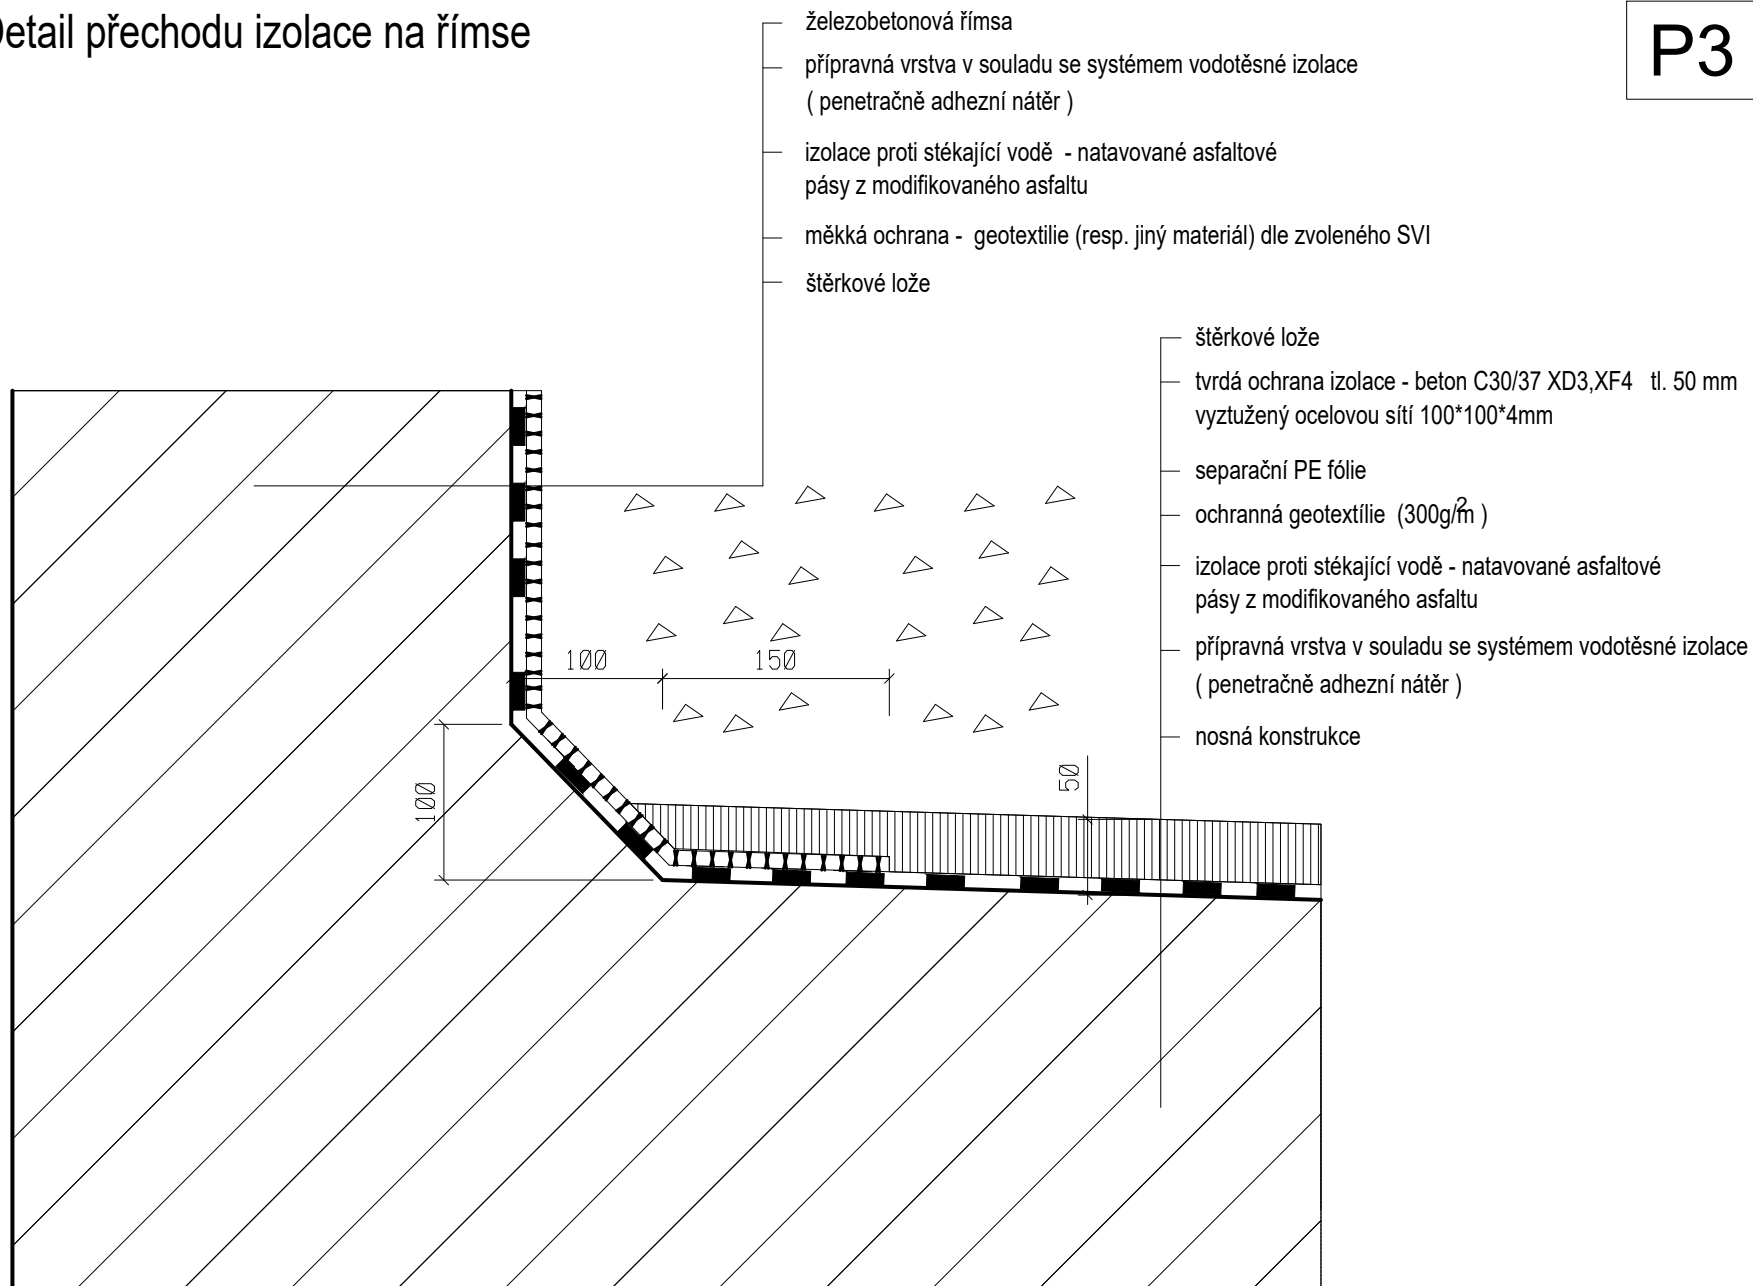 Detail přechodu izolace na římse
P3
železobetonová římsa
přípravná vrstva v souladu se systémem vodotěsné izolace
( penetračně adhezní nátěr )
izolace proti stékající vodě - natavované asfaltové
pásy z modifikovaného asfaltu
měkká ochrana - geotextilie (resp. jiný materiál) dle zvoleného SVI
štěrkové lože
štěrkové lože
tvrdá ochrana izolace - beton C30/37 XD3,XF4 tl. 50 mm
vyztužený ocelovou sítí 100*100*4mm
separační PE fólie
ochranná geotextílie (300g/m² )
izolace proti stékající vodě - natavované asfaltové
pásy z modifikovaného asfaltu
přípravná vrstva v souladu se systémem vodotěsné izolace
( penetračně adhezní nátěr )
nosná konstrukce
100
150
100
50